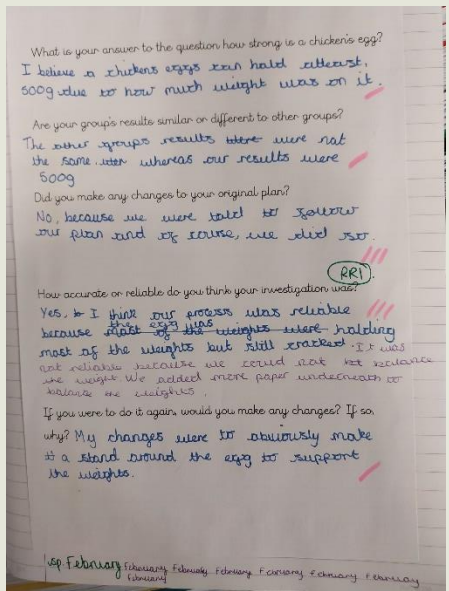 What is your answer to the question how strong is a chicken's egg?
I believe a chickens eggs can hold atleast,
500g due to how much weight was on it.
Are your group's results similar or different to other groups?
The other groups results were not
the same, whereas our results were
500g
Did you make any changes to your original plan?
No, because we were told to follow
our plan and of course, we did so.
RRI
How accurate or reliable do you think your investigation was?
Yes, I think our process was reliable
the egg was
because most of the weights were holding
most of the weights but still cracked. It was
not reliable because we could not balance
the weight. We added more paper underneath to
balance the weights.
If you were to do it again, would you make any changes? If so,
why? My changes were to obviously make
a stand around the egg to support
the weights.
sp. February February February February February February February
February